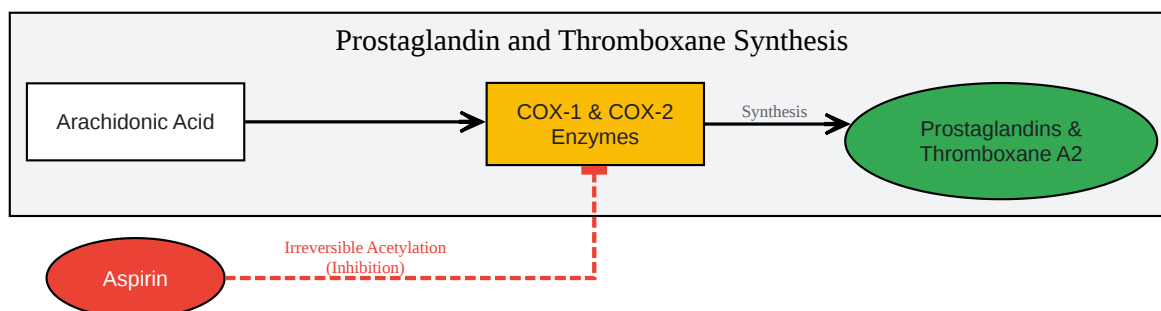 Prostaglandin and Thromboxane Synthesis
Arachidonic Acid
COX-1 & COX-2
Enzymes
Synthesis
Prostaglandins &
Thromboxane A2
Irreversible Acetylation
(Inhibition)
Aspirin